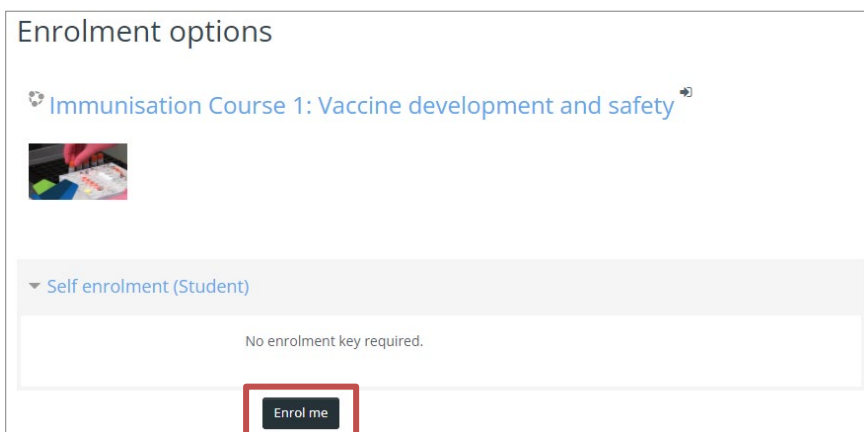 Enrolment options
Immunisation Course 1: Vaccine development and safety
Self enrolment (Student)
No enrolment key required.
Enrol me